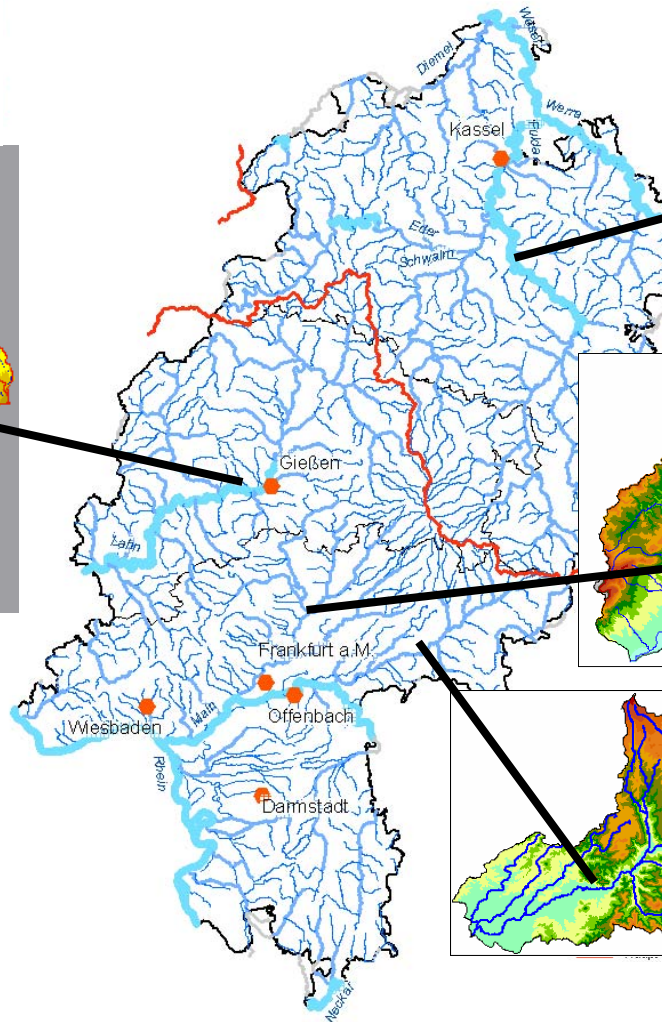 Weser
Diemel
Werra
Kassel
Fulda
Eder
Schwalm
Gießen
Lahn
Frankfurt a.M.
Main
Offenbach
Wiesbaden
Rhein
Darmstadt
Neckar